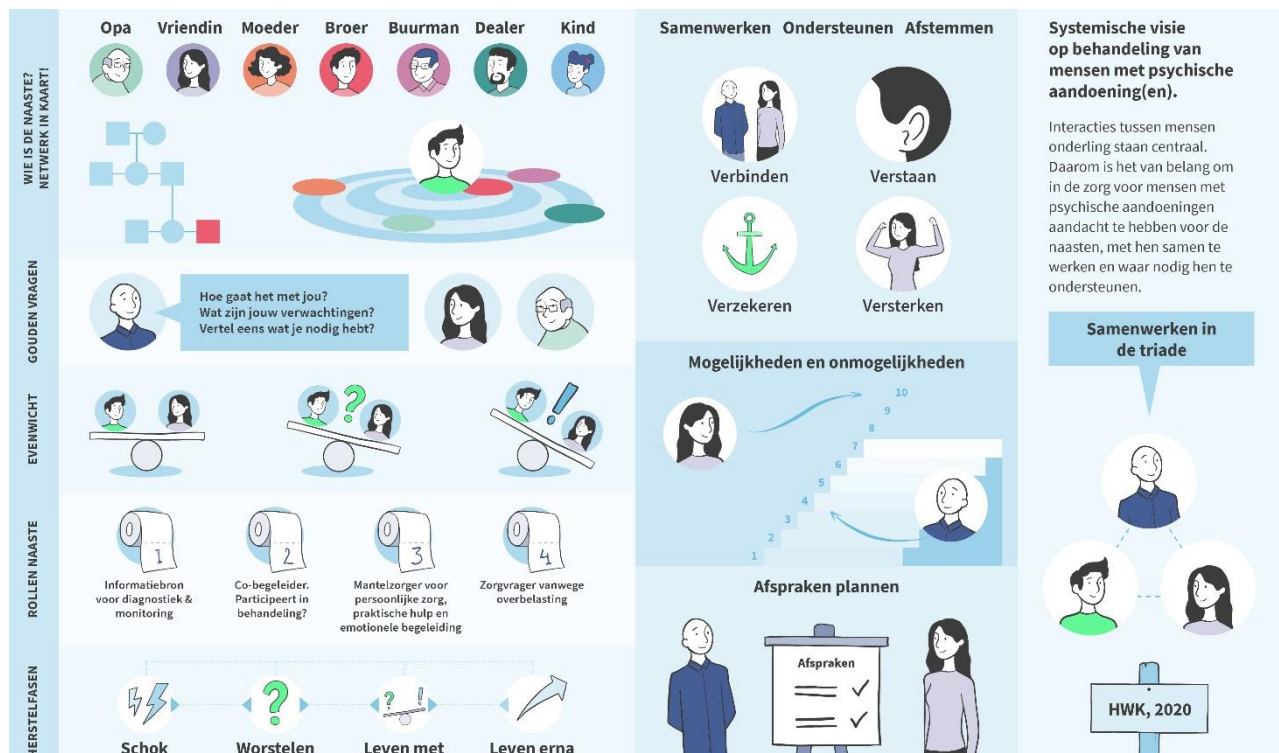 WIE IS DE NAASTE?
NETWERK IN KAART!
Opa Vriendin Moeder Broer Buurman Dealer Kind
GOUDEN VRAGEN
Hoe gaat het met jou?
Wat zijn jouw verwachtingen?
Vertel eens wat je nodig hebt?
EVENWICHT
?
!
ROLLEN NAASTE
1
Informatiebron
voor diagnostiek &
monitoring
2
Co-begeleider.
Participeert in
behandeling?
3
Mantelzorger voor
persoonlijke zorg,
praktische hulp en
emotionele begeleiding
4
Zorgvrager vanwege
overbelasting
HERSTELFASEN
?
? !
Schok Worstelen Leven met Leven erna
Samenwerken Ondersteunen Afstemmen
Verbinden Verstaan
Verzekeren Versterken
Mogelijkheden en onmogelijkheden
10
9
8
7
6
5
4
3
2
1
Afspraken plannen
Afspraken
Systemische visie
op behandeling van
mensen met psychische
aandoening(en).
Interacties tussen mensen
onderling staan centraal.
Daarom is het van belang om
in de zorg voor mensen met
psychische aandoeningen
aandacht te hebben voor de
naasten, met hen samen te
werken en waar nodig hen te
ondersteunen.
Samenwerken in
de triade
HWK, 2020